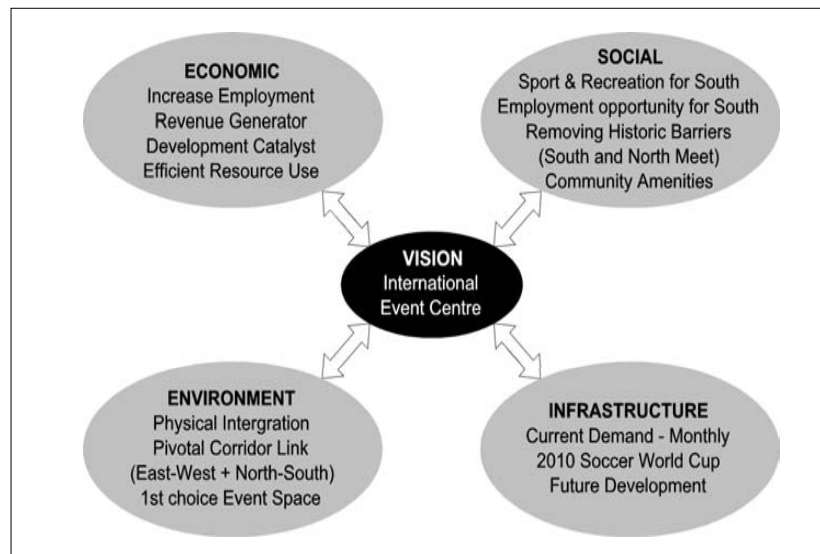 ECONOMIC
Increase Employment
Revenue Generator
Development Catalyst
Efficient Resource Use
SOCIAL
Sport & Recreation for South
Employment opportunity for South
Removing Historic Barriers
(South and North Meet)
Community Amenities
VISION
International
Event Centre
ENVIRONMENT
Physical Intergration
Pivotal Corridor Link
(East-West + North-South)
1st choice Event Space
INFRASTRUCTURE
Current Demand - Monthly
2010 Soccer World Cup
Future Development